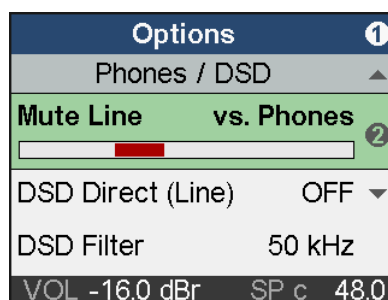 Options 1
Phones / DSD
Mute Line vs. Phones
2
DSD Direct (Line) OFF
DSD Filter 50 kHz
VOL -16.0 dBr SP c 48.0